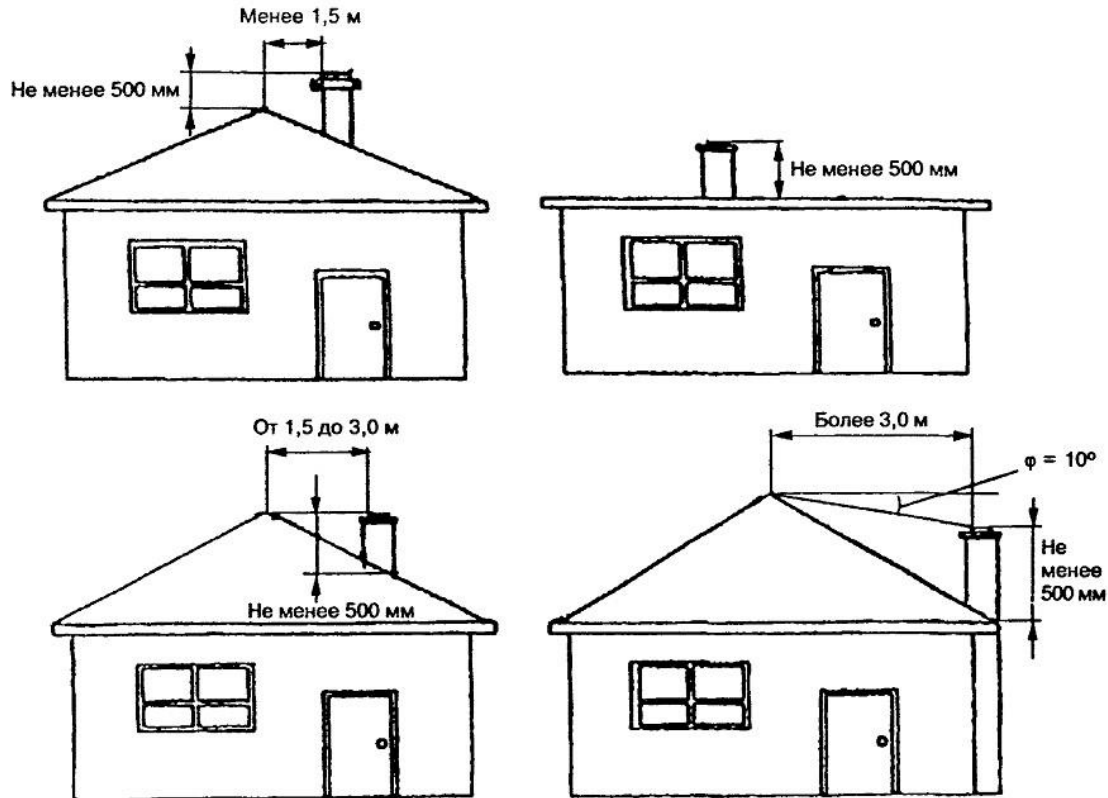 Менее 1,5 м
Не менее 500 мм
Не менее 500 мм
От 1,5 до 3,0 м
Не менее 500 мм
Более 3,0 м
φ = 10º
Не
менее
500 мм